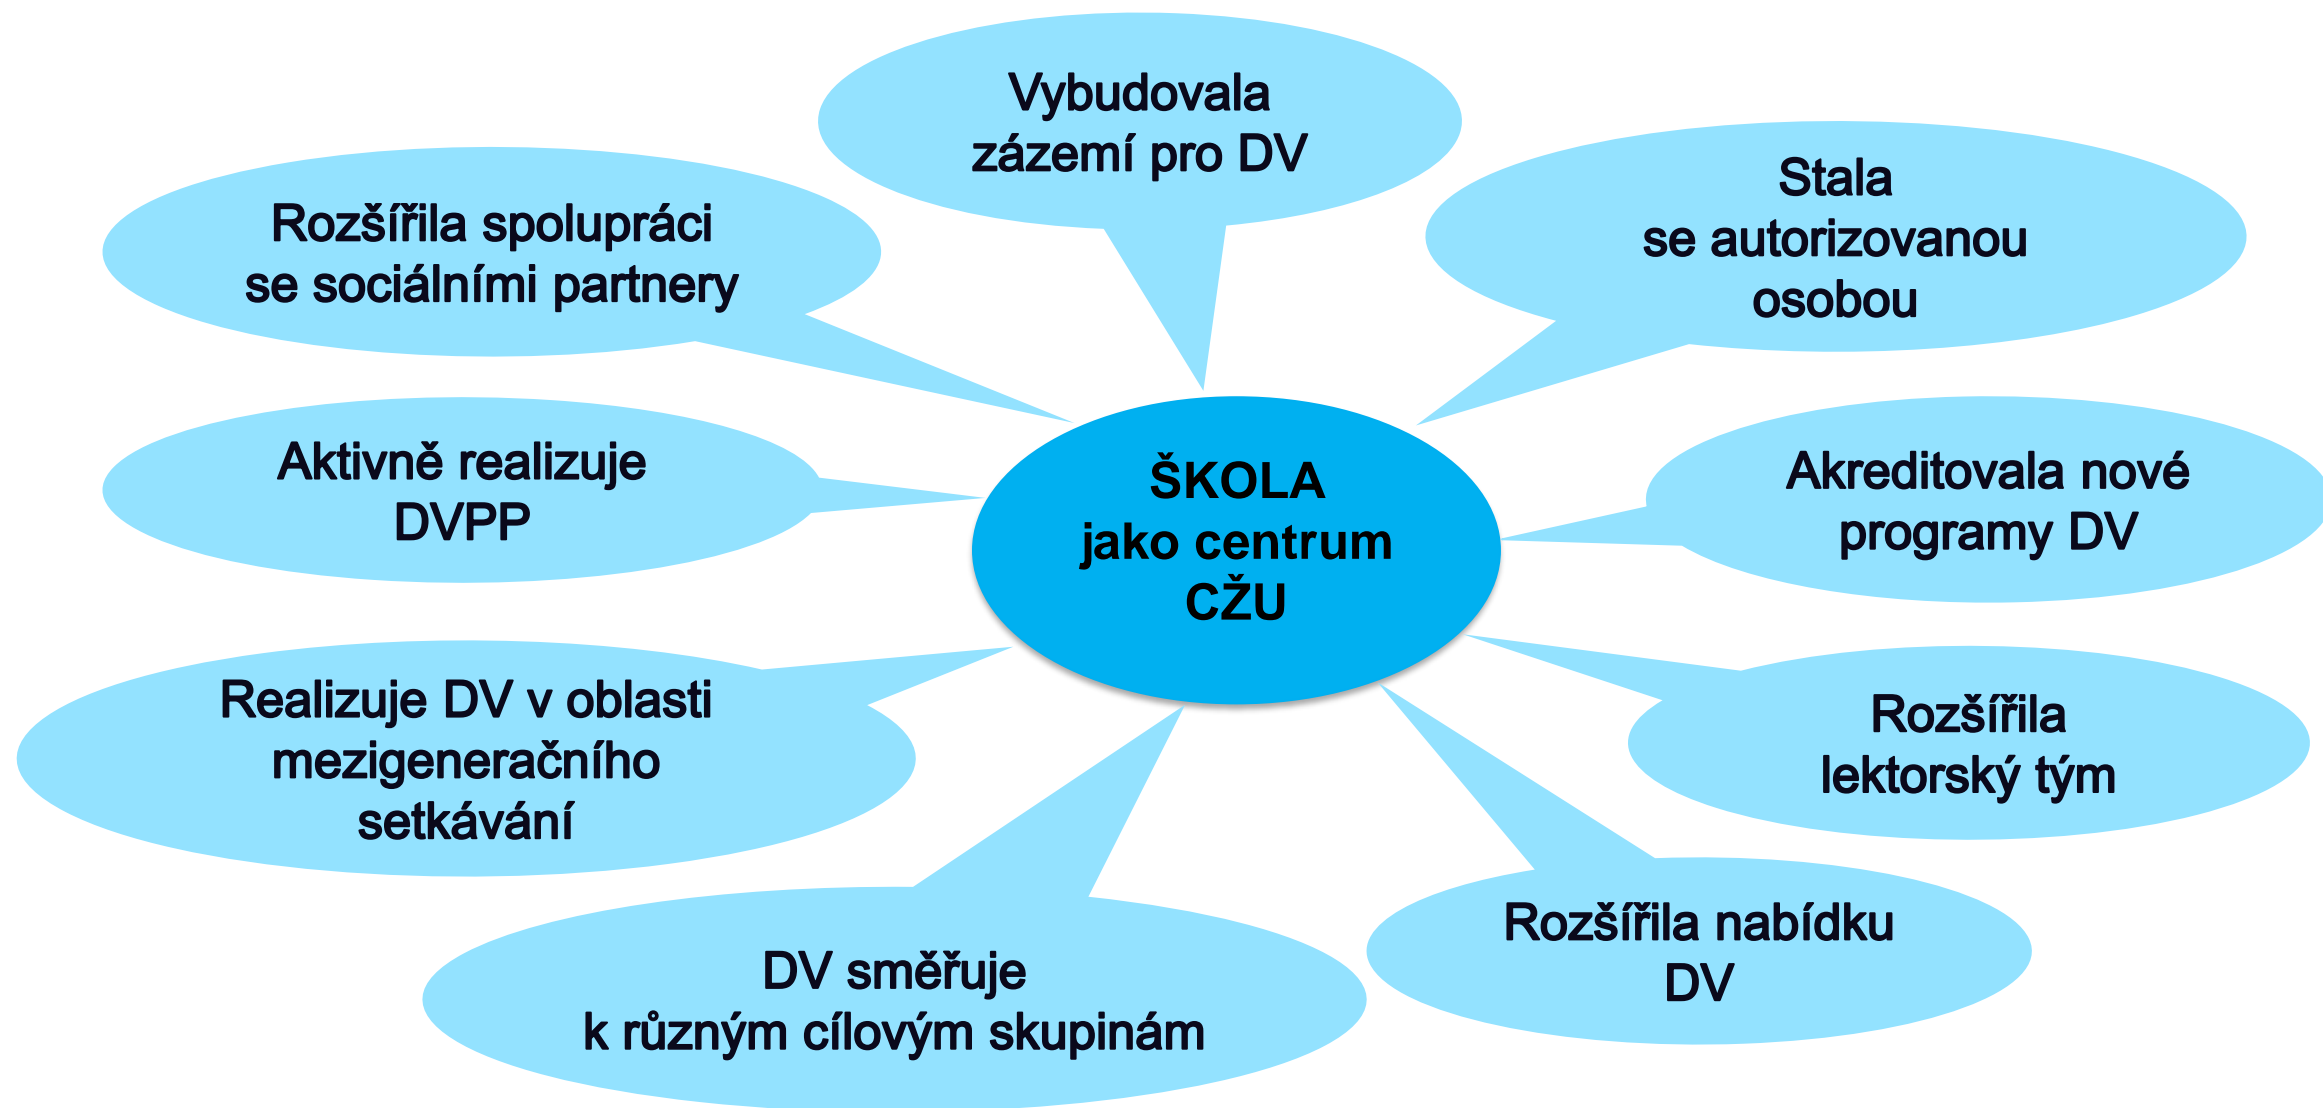 Vybudovala
zázemí pro DV
Stala
se autorizovanou
osobou
Rozšířila spolupráci
se sociálními partnery
Aktivně realizuje
DVPP
ŠKOLA
jako centrum
CŽU
Akreditovala nové
programy DV
Realizuje DV v oblasti
mezigeneračního
setkávání
Rozšířila
lektorský tým
DV směřuje
k různým cílovým skupinám
Rozšířila nabídku
DV